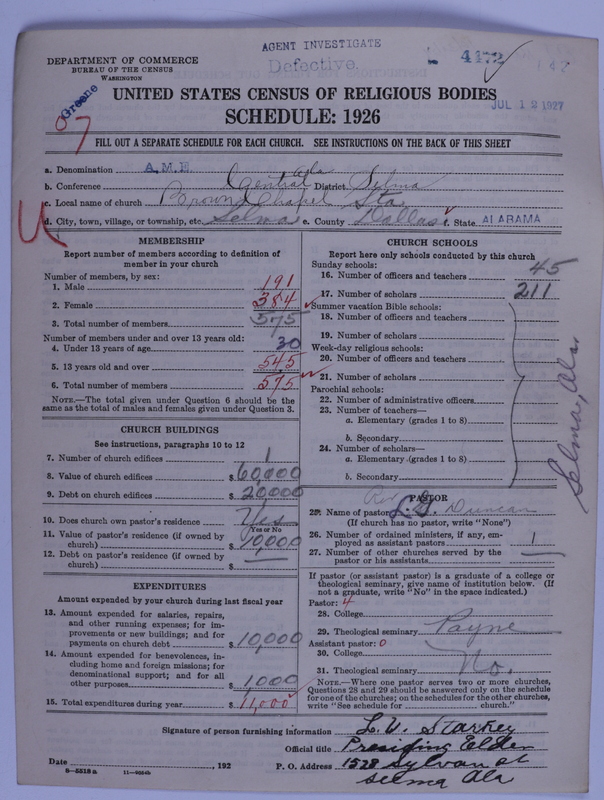 AGENT INVESTIGATE
Defective.
L 4472
142
DEPARTMENT OF COMMERCE
BUREAU OF THE CENSUS
WASHINGTON
Greene
UNITED STATES CENSUS OF RELIGIOUS BODIES
JUL 12 1927
SCHEDULE: 1926
FILL OUT A SEPARATE SCHEDULE FOR EACH CHURCH. SEE INSTRUCTIONS ON THE BACK OF THIS SHEET
a. Denomination A.M.E
b. Conference Central Ala District Selma
c. Local name of church Brown Chapel Sta
d. City, town, village, or township, etc. Selma e. County Dallas f. State ALABAMA
MEMBERSHIP
Report number of members according to definition of member in your church
Number of members, by sex:
1. Male 191
2. Female 384
3. Total number of members 575
Number of members under and over 13 years old:
4. Under 13 years of age 30
5. 13 years old and over 545
6. Total number of members 575
NOTE.—The total given under Question 6 should be the
same as the total of males and females given under Question 3.
CHURCH BUILDINGS
See instructions, paragraphs 10 to 12
7. Number of church edifices 1
8. Value of church edifices $ 60,000
9. Debt on church edifices $ 20,000
10. Does church own pastor's residence Yes
Yes or No
11. Value of pastor's residence (if owned by
church) $ 10,000
12. Debt on pastor's residence (if owned by
church) $ —
EXPENDITURES
Amount expended by your church during last fiscal year
13. Amount expended for salaries, repairs,
and other running expenses; for im-
provements or new buildings; and for
payments on church debt $ 10,000
14. Amount expended for benevolences, in-
cluding home and foreign missions; for
denominational support; and for all
other purposes $ 1,000
15. Total expenditures during year $ 11,000
CHURCH SCHOOLS
Report here only schools conducted by this church
Sunday schools:
16. Number of officers and teachers 45
17. Number of scholars 211
Summer vacation Bible schools:
18. Number of officers and teachers
19. Number of scholars
Week-day religious schools:
20. Number of officers and teachers
21. Number of scholars
Parochial schools:
22. Number of administrative officers
23. Number of teachers—
a. Elementary (grades 1 to 8)
b. Secondary
24. Number of scholars—
a. Elementary (grades 1 to 8)
b. Secondary
Selma, Ala.
PASTOR
25. Name of pastor Rev. L. G. Duncan
(If church has no pastor, write "None")
26. Number of ordained ministers, if any, em-
ployed as assistant pastors 1
27. Number of other churches served by the
pastor or his assistants —
If pastor (or assistant pastor) is a graduate of a college or
theological seminary, give name of institution below. (If
not a graduate, write "No" in the space indicated.)
Pastor: 4
28. College
29. Theological seminary Payne
Assistant pastor: 0
30. College
31. Theological seminary No.
NOTE.—Where one pastor serves two or more churches,
Questions 28 and 29 should be answered only on the schedule
for one of the churches; on the schedules for the other churches,
write "See schedule for church."
Signature of person furnishing information L. V. Starkey
Official title Presiding Elder
Date , 192 P. O. Address 1528 Sylvan st
8—5518 a 11—9324b Selma Ala